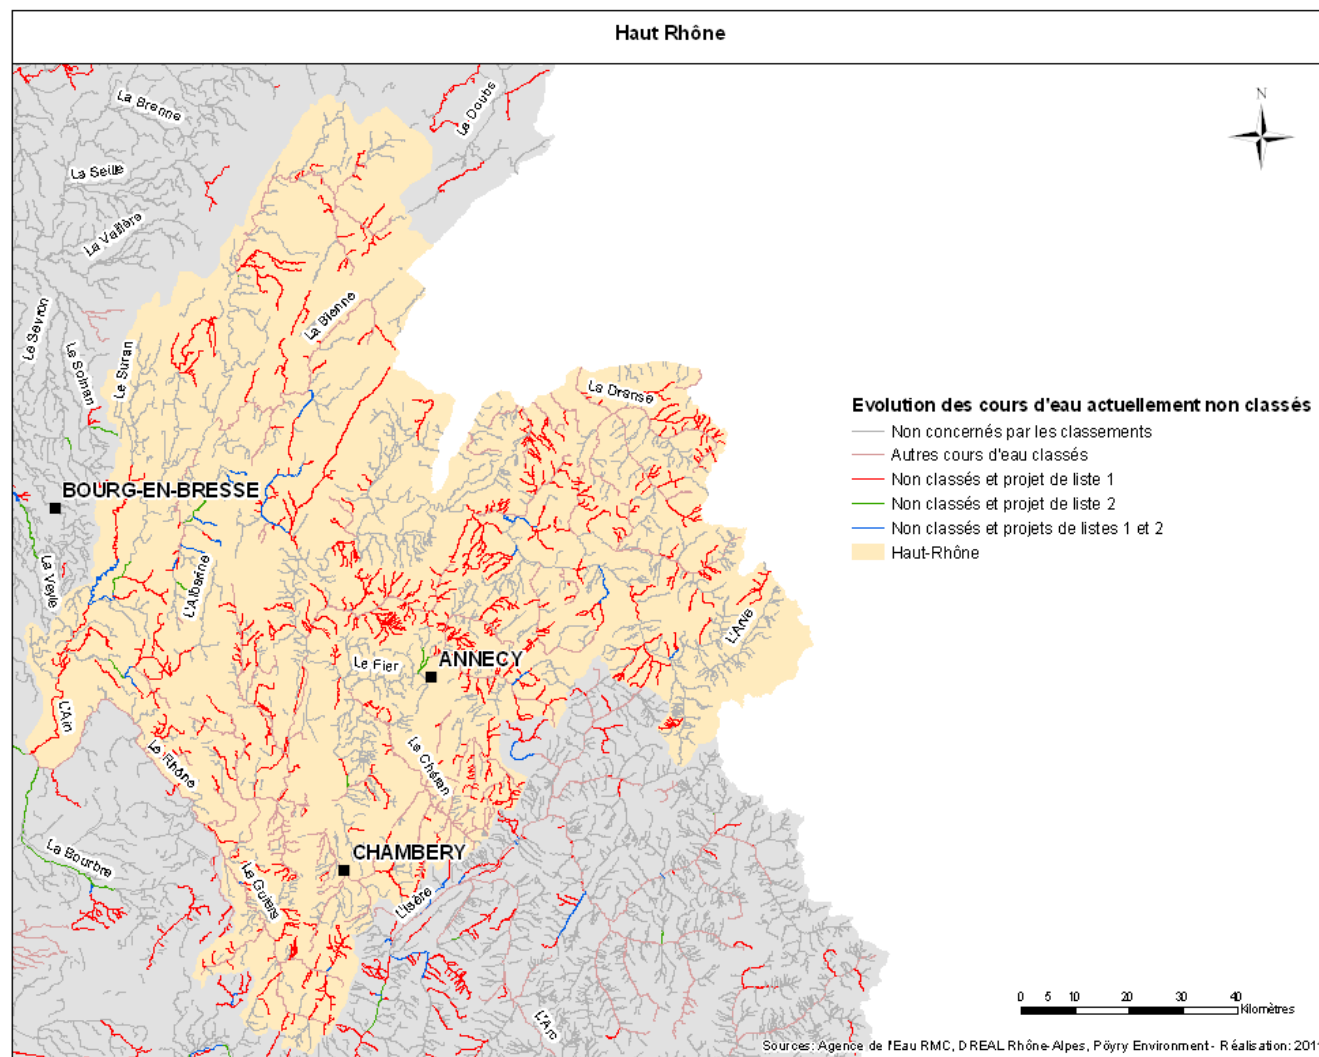 Haut Rhône
N
La Brenne
Le Doubs
La Seille
La Vallière
Le Sevron
Le Solnan
Le Suran
La Bienne
La Dranse
Evolution des cours d'eau actuellement non classés
Non concernés par les classements
Autres cours d'eau classés
Non classés et projet de liste 1
Non classés et projet de liste 2
Non classés et projets de listes 1 et 2
Haut-Rhône
BOURG-EN-BRESSE
La Veyle
L'Albarine
L'Arve
Le Fier
ANNECY
L'Ain
Le Rhône
Le Chéran
La Bourbre
CHAMBERY
Le Guiers
L'Isère
L'Arc
0 5 10 20 30 40
Kilomètres
Sources: Agence de l'Eau RMC, DREAL Rhône-Alpes, Pöyry Environment - Réalisation: 201